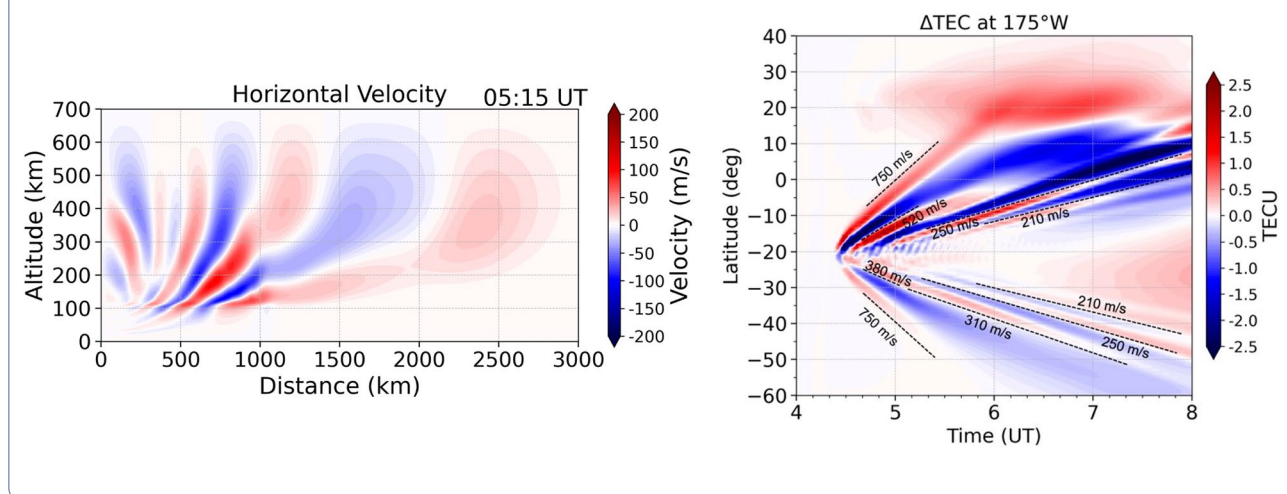 Horizontal Velocity 05:15 UT
Altitude (km)
700
600
500
400
300
200
100
0
0 500 1000 1500 2000 2500 3000
Distance (km)
200
150
100
50
0
-50
-100
-150
-200
Velocity (m/s)
ΔTEC at 175°W
Latitude (deg)
40
30
20
10
0
−10
−20
−30
−40
−50
−60
750 m/s
520 m/s
250 m/s
210 m/s
380 m/s
750 m/s
310 m/s
210 m/s
250 m/s
4 5 6 7 8
Time (UT)
2.5
2.0
1.5
1.0
0.5
0.0
-0.5
-1.0
-1.5
-2.0
-2.5
TECU